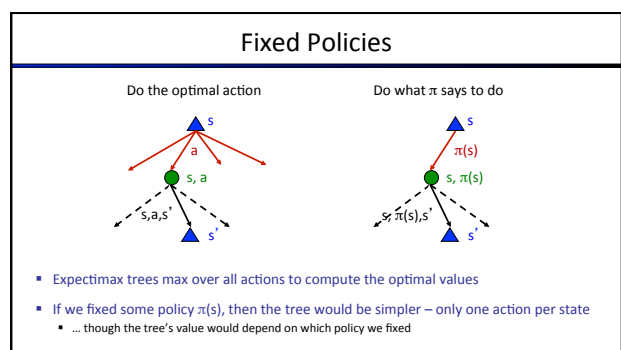 Fixed Policies
Do the optimal action
Do what π says to do
s
a
s, a
s,a,s'
s'
s
π(s)
s, π(s)
s, π(s),s'
s'
▪ Expectimax trees max over all actions to compute the optimal values
▪ If we fixed some policy π(s), then the tree would be simpler – only one action per state
▪ … though the tree's value would depend on which policy we fixed